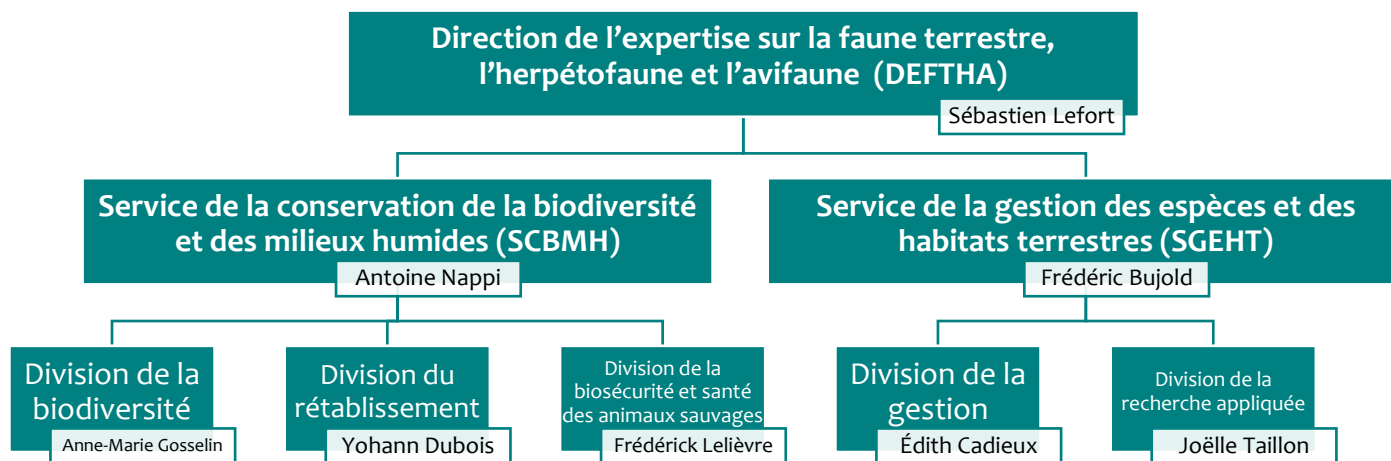 Direction de l’expertise sur la faune terrestre,
l’herpétofaune et l’avifaune (DEFTHA)
Sébastien Lefort
Service de la conservation de la biodiversité
et des milieux humides (SCBMH)
Antoine Nappi
Service de la gestion des espèces et des
habitats terrestres (SGEHT)
Frédéric Bujold
Division de la
biodiversité
Anne-Marie Gosselin
Division du
rétablissement
Yohann Dubois
Division de la
biosécurité et santé
des animaux sauvages
Frédérick Lelièvre
Division de la
gestion
Édith Cadieux
Division de la
recherche appliquée
Joëlle Taillon